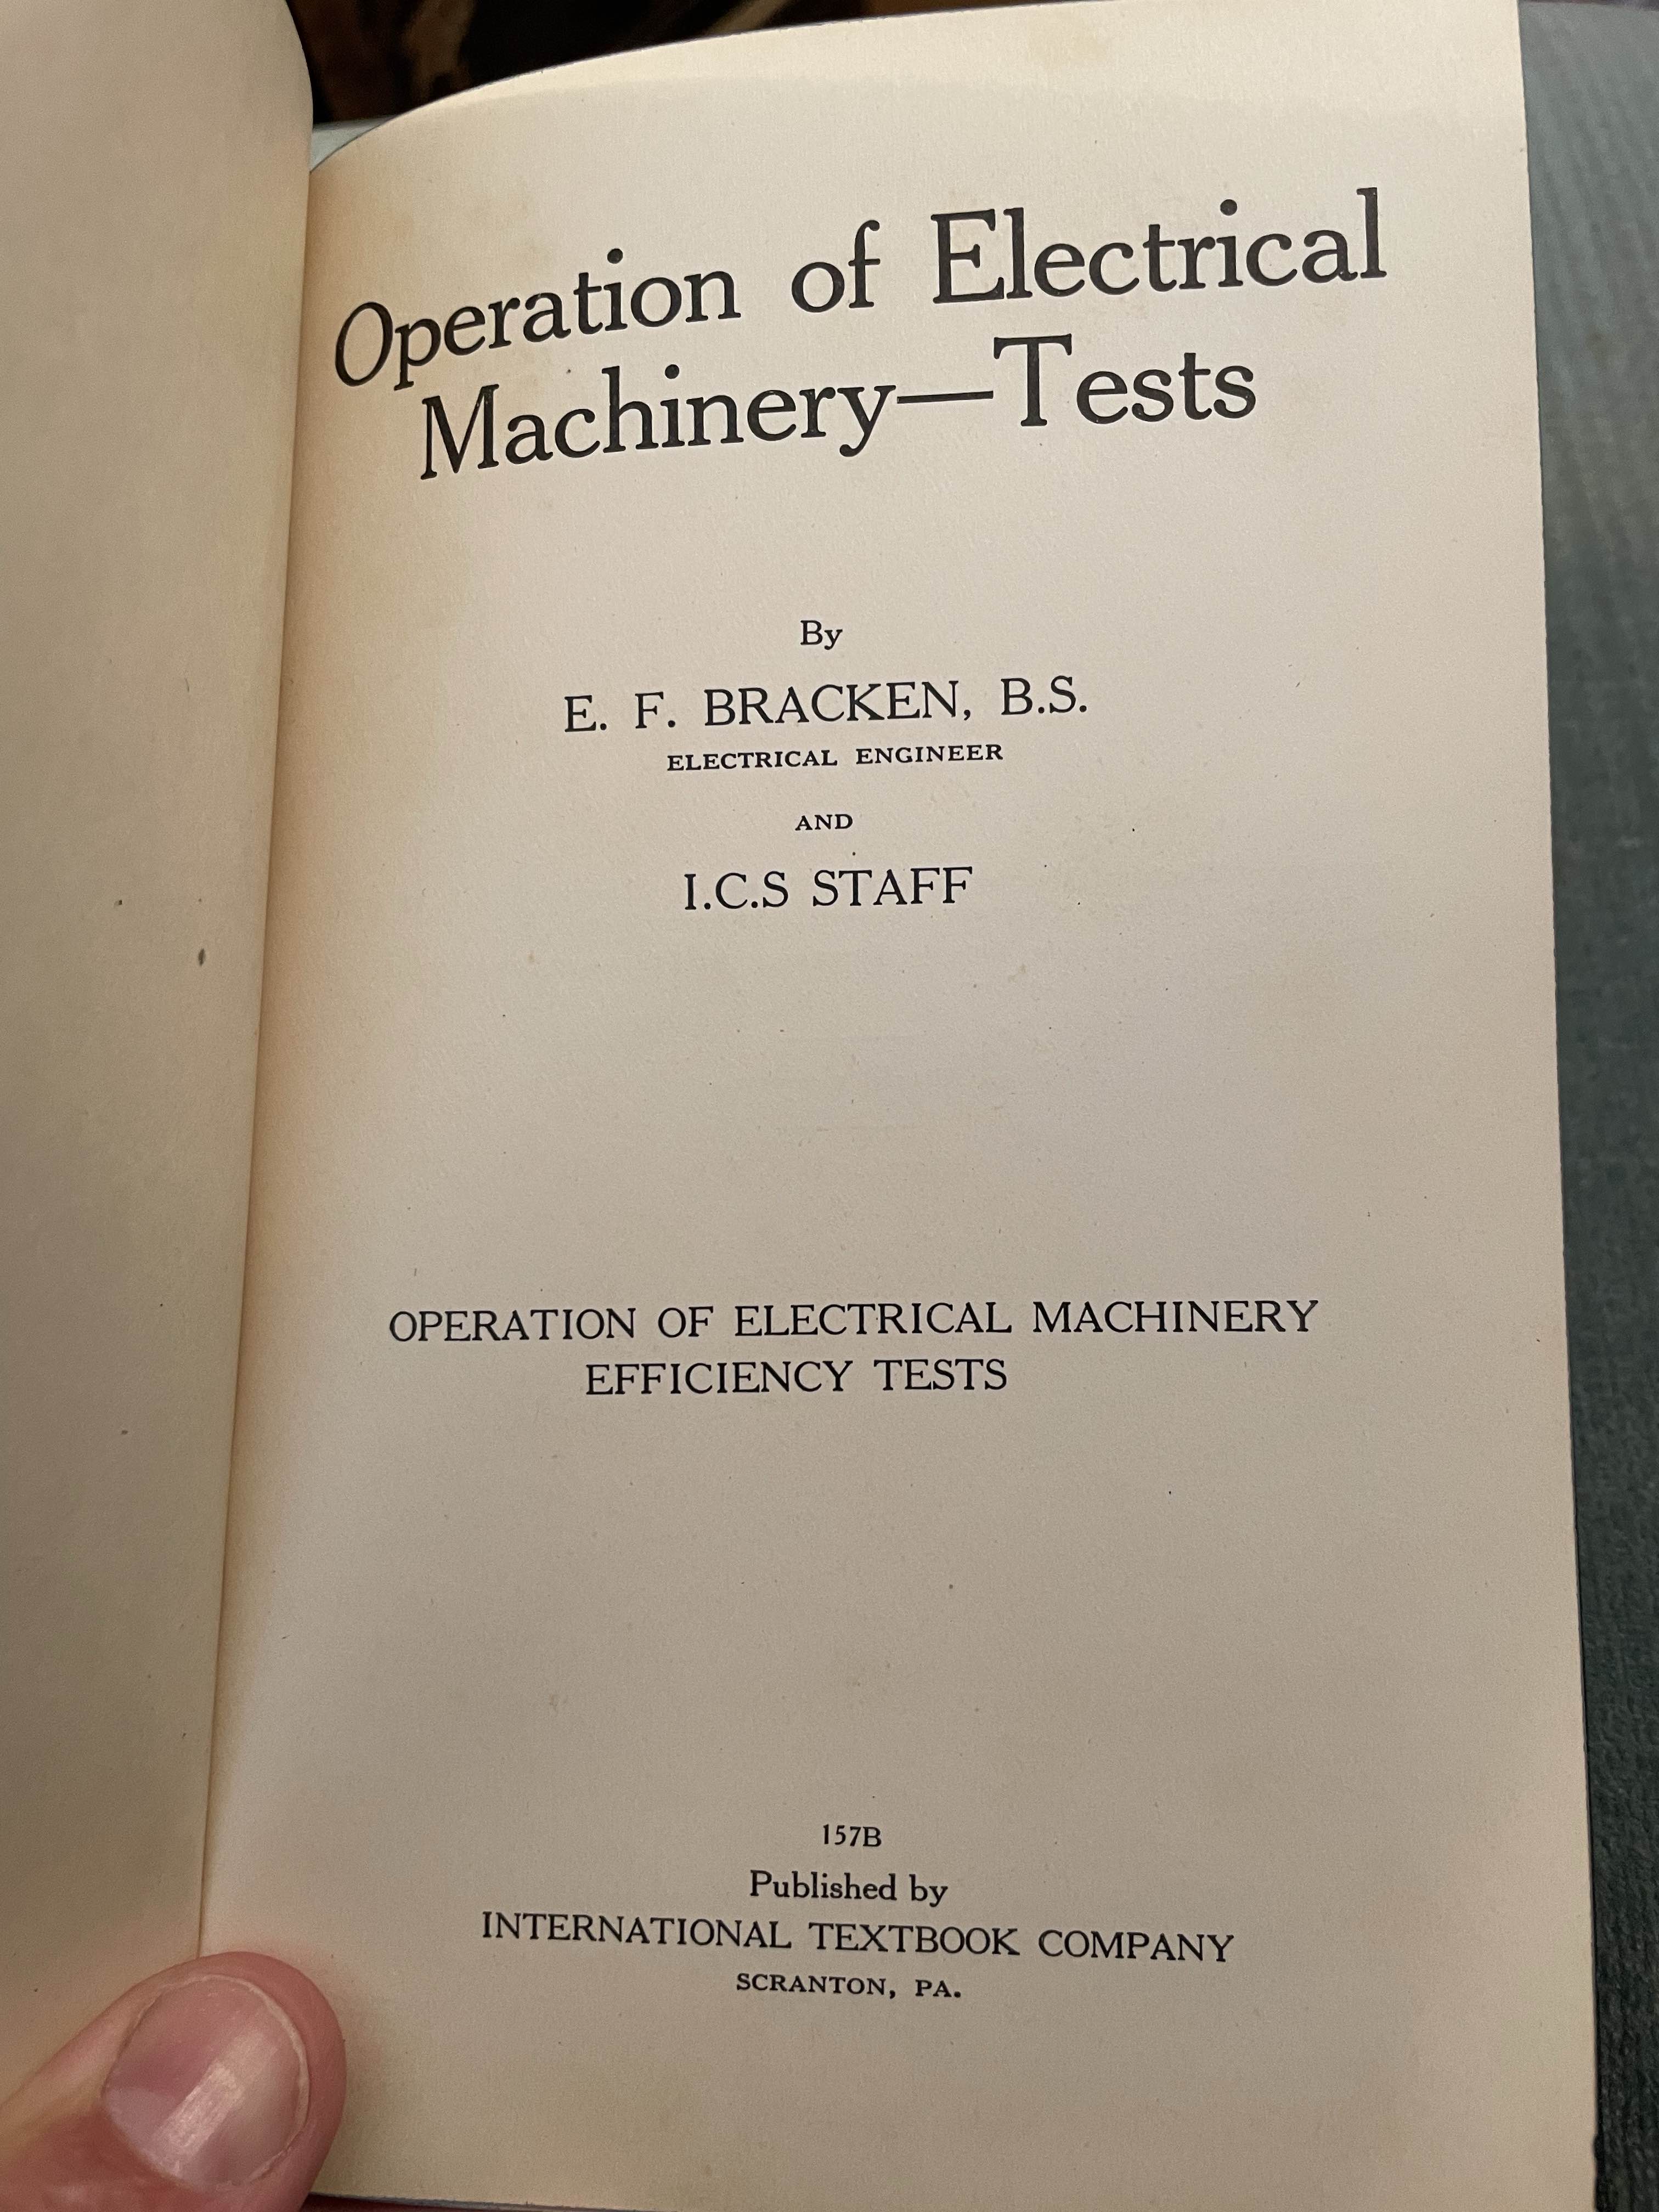 Operation of Electrical
Machinery—Tests
By
E. F. BRACKEN, B.S.
ELECTRICAL ENGINEER
AND
I.C.S STAFF
OPERATION OF ELECTRICAL MACHINERY
EFFICIENCY TESTS
157B
Published by
INTERNATIONAL TEXTBOOK COMPANY
SCRANTON, PA.